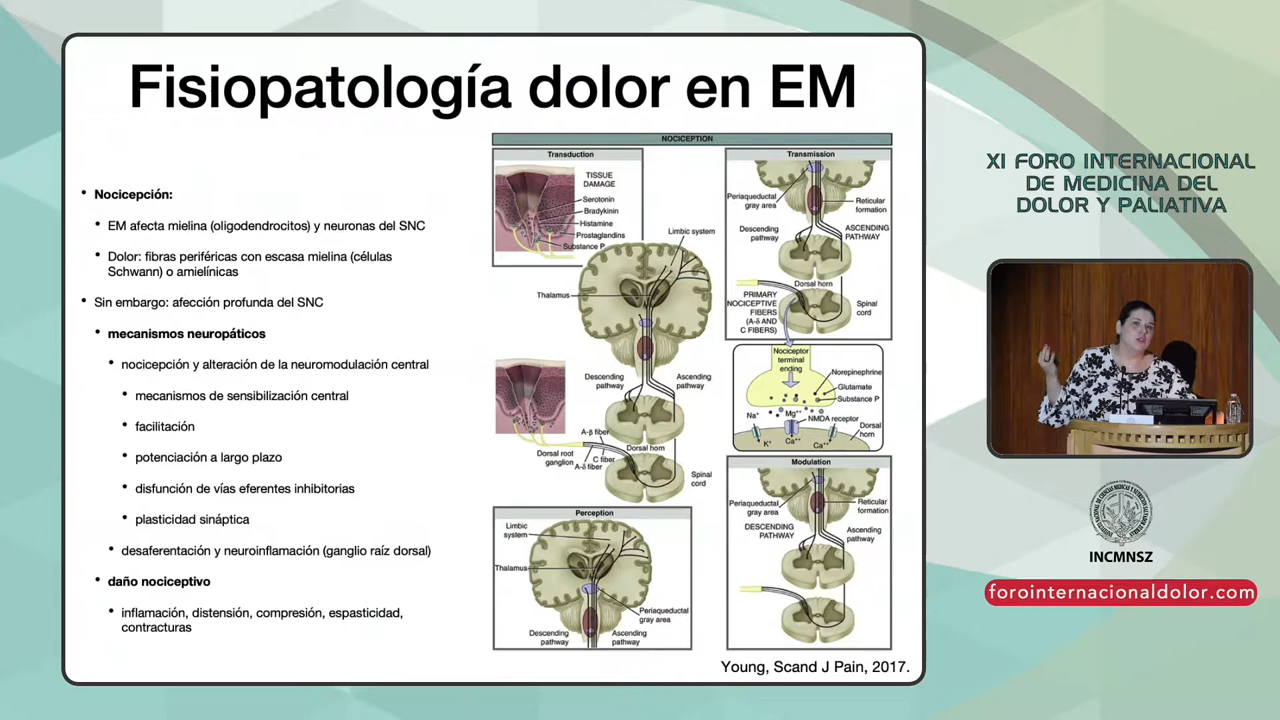 Fisiopatología dolor en EM
Nocicepción:
EM afecta mielina (oligodendrocitos) y neuronas del SNC
Dolor: fibras periféricas con escasa mielina (células
Schwann) o amielínicas
Sin embargo: afección profunda del SNC
mecanismos neuropáticos
nocicepción y alteración de la neuromodulación central
mecanismos de sensibilización central
facilitación
potenciación a largo plazo
disfunción de vías eferentes inhibitorias
plasticidad sináptica
desaferentación y neuroinflamación (ganglio raíz dorsal)
daño nociceptivo
inflamación, distensión, compresión, espasticidad,
contracturas
NOCICEPTION
Transduction
TISSUE
DAMAGE
Serotonin
Bradykinin
Histamine
Prostaglandins
Substance P
Limbic system
Thalamus
Descending
pathway
Ascending
pathway
A-β fiber
Dorsal root
ganglion
C fiber
A-δ fiber
Dorsal horn
Spinal
cord
Transmission
Periaqueductal
gray area
Reticular
formation
Descending
pathway
ASCENDING
PATHWAY
Dorsal horn
PRIMARY
NOCICEPTIVE
FIBERS
(A-δ AND
C FIBERS)
Spinal
cord
Nociceptor
terminal
ending
Norepinephrine
Glutamate
Substance P
Na⁺
Mg⁺⁺
NMDA receptor
K⁺
Ca⁺⁺
Ca⁺⁺
Dorsal
horn
Perception
Limbic
system
Thalamus
Periaqueductal
gray area
Descending
pathway
Ascending
pathway
Modulation
Periaqueductal
gray area
Reticular
formation
DESCENDING
PATHWAY
Ascending
pathway
Young, Scand J Pain, 2017.
XI FORO INTERNACIONAL
DE MEDICINA DEL
DOLOR Y PALIATIVA
INCMNSZ
forointernacionaldolor.com